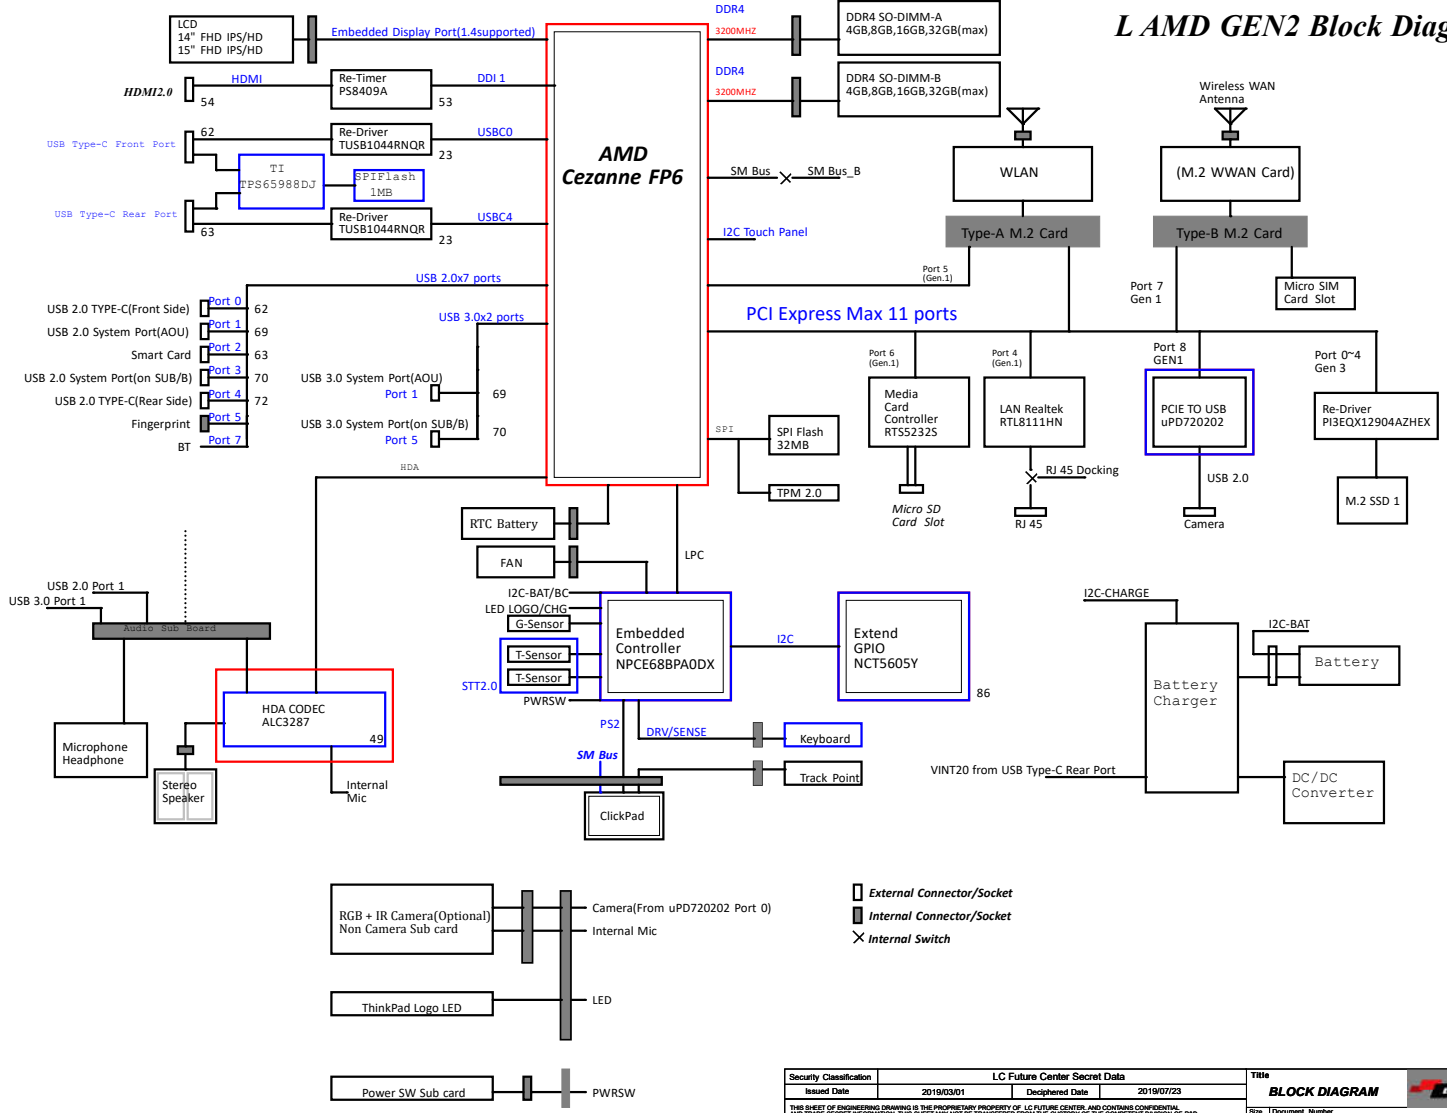 L AMD GEN2 Block Diag
LCD
14" FHD IPS/HD
15" FHD IPS/HD
Embedded Display Port(1.4supported)
HDMI2.0
54
HDMI
Re-Timer
PS8409A
53
DDI 1
USB Type-C Front Port
62
Re-Driver
TUSB1044RNQR
23
USBC0
TI
TPS65988DJ
SPIFlash
1MB
USB Type-C Rear Port
63
Re-Driver
TUSB1044RNQR
23
USBC4
AMD
Cezanne FP6
DDR4
3200MHZ
DDR4 SO-DIMM-A
4GB,8GB,16GB,32GB(max)
DDR4
3200MHZ
DDR4 SO-DIMM-B
4GB,8GB,16GB,32GB(max)
SM Bus
SM Bus_B
I2C Touch Panel
WLAN
Type-A M.2 Card
Port 5
(Gen.1)
Wireless WAN
Antenna
(M.2 WWAN Card)
Type-B M.2 Card
Port 7
Gen 1
Micro SIM
Card Slot
USB 2.0x7 ports
USB 2.0 TYPE-C(Front Side)
Port 0
62
USB 2.0 System Port(AOU)
Port 1
69
Smart Card
Port 2
63
USB 2.0 System Port(on SUB/B)
Port 3
70
USB 2.0 TYPE-C(Rear Side)
Port 4
72
Fingerprint
Port 5
BT
Port 7
USB 3.0x2 ports
USB 3.0 System Port(AOU)
Port 1
69
USB 3.0 System Port(on SUB/B)
Port 5
70
HDA
PCI Express Max 11 ports
Port 6
(Gen.1)
Media
Card
Controller
RTS5232S
Micro SD
Card Slot
Port 4
(Gen.1)
LAN Realtek
RTL8111HN
RJ 45 Docking
RJ 45
Port 8
GEN1
PCIE TO USB
uPD720202
USB 2.0
Camera
Port 0~4
Gen 3
Re-Driver
PI3EQX12904AZHEX
M.2 SSD 1
SPI
SPI Flash
32MB
TPM 2.0
RTC Battery
FAN
LPC
USB 2.0 Port 1
USB 3.0 Port 1
Audio Sub Board
HDA CODEC
ALC3287
49
Microphone
Headphone
Stereo
Speaker
Internal
Mic
I2C-BAT/BC
LED LOGO/CHG
G-Sensor
T-Sensor
T-Sensor
STT2.0
PWRSW
Embedded
Controller
NPCE68BPA0DX
I2C
Extend
GPIO
NCT5605Y
86
PS2
DRV/SENSE
Keyboard
SM Bus
Track Point
ClickPad
I2C-CHARGE
Battery
Charger
I2C-BAT
Battery
VINT20 from USB Type-C Rear Port
DC/DC
Converter
RGB + IR Camera(Optional)
Non Camera Sub card
Camera(From uPD720202 Port 0)
Internal Mic
ThinkPad Logo LED
LED
Power SW Sub card
PWRSW
External Connector/Socket
Internal Connector/Socket
Internal Switch
Security Classification
LC Future Center Secret Data
Issued Date
2019/03/01
Deciphered Date
2019/07/23
THIS SHEET OF ENGINEERING DRAWING IS THE PROPRIETARY PROPERTY OF LC FUTURE CENTER. AND CONTAINS CONFIDENTIAL
Title
BLOCK DIAGRAM
Size
Document Number